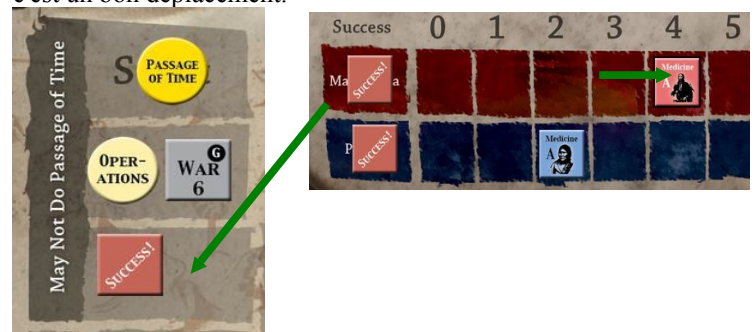 c'est un bon déplacement.
PASSAGE
OF TIME
May Not Do Passage of Time
OPER-
ATIONS
G
WAR
6
SUCCESS!
Success 0 1 2 3 4 5
SUCCESS!
Medicine
A
SUCCESS!
Medicine
A